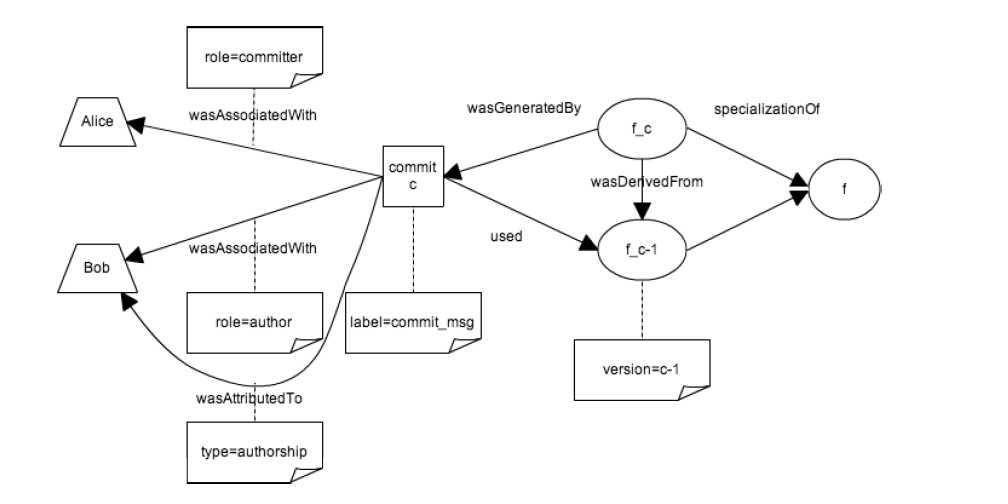 role=committer
wasAssociatedWith
Alice
wasGeneratedBy
f_c
specializationOf
commit
c
wasDerivedFrom
f
used
f_c-1
wasAssociatedWith
Bob
role=author
label=commit_msg
version=c-1
wasAttributedTo
type=authorship